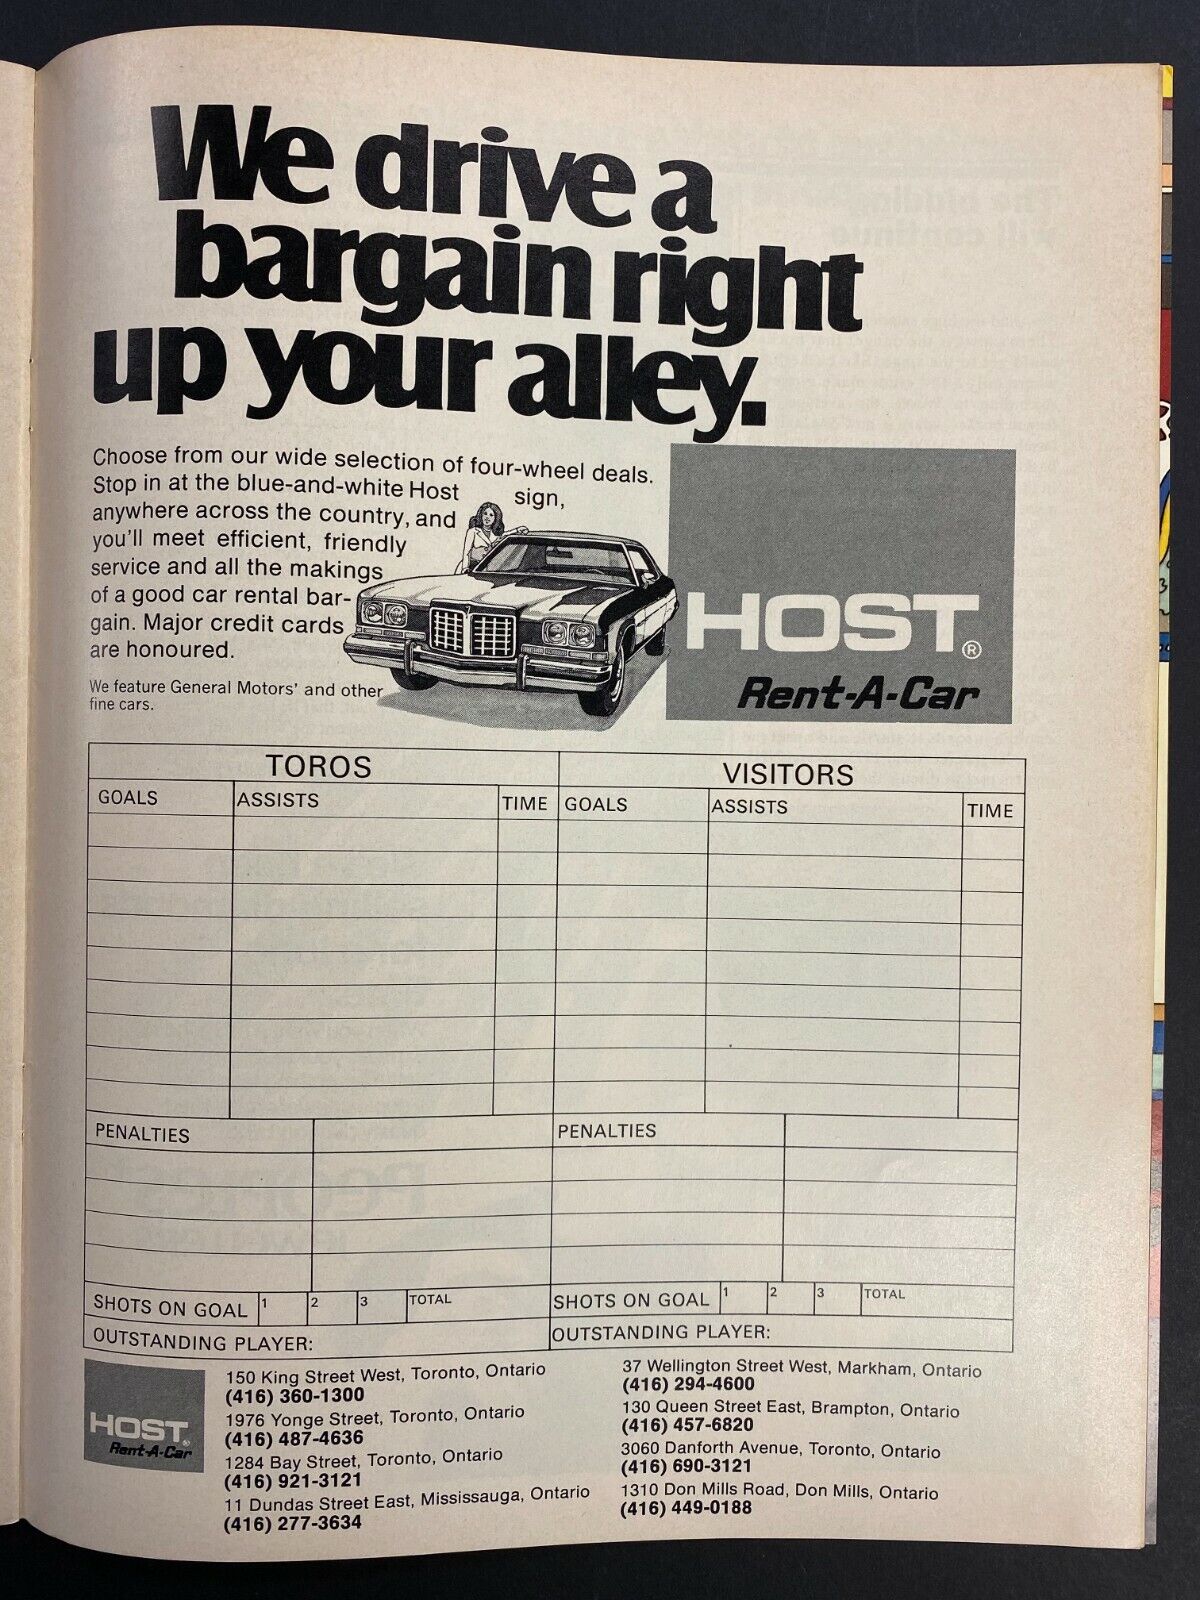 We drive a
bargain right
up your alley.
Choose from our wide selection of four-wheel deals.
Stop in at the blue-and-white Host sign,
anywhere across the country, and
you'll meet efficient, friendly
service and all the makings
of a good car rental bar-
gain. Major credit cards
are honoured.
We feature General Motors' and other
fine cars.
HOST®
Rent-A-Car
TOROS VISITORS
GOALS ASSISTS TIME GOALS ASSISTS TIME
PENALTIES PENALTIES
SHOTS ON GOAL 1 2 3 TOTAL SHOTS ON GOAL 1 2 3 TOTAL
OUTSTANDING PLAYER: OUTSTANDING PLAYER:
HOST®
Rent-A-Car
150 King Street West, Toronto, Ontario
(416) 360-1300
1976 Yonge Street, Toronto, Ontario
(416) 487-4636
1284 Bay Street, Toronto, Ontario
(416) 921-3121
11 Dundas Street East, Mississauga, Ontario
(416) 277-3634
37 Wellington Street West, Markham, Ontario
(416) 294-4600
130 Queen Street East, Brampton, Ontario
(416) 457-6820
3060 Danforth Avenue, Toronto, Ontario
(416) 690-3121
1310 Don Mills Road, Don Mills, Ontario
(416) 449-0188